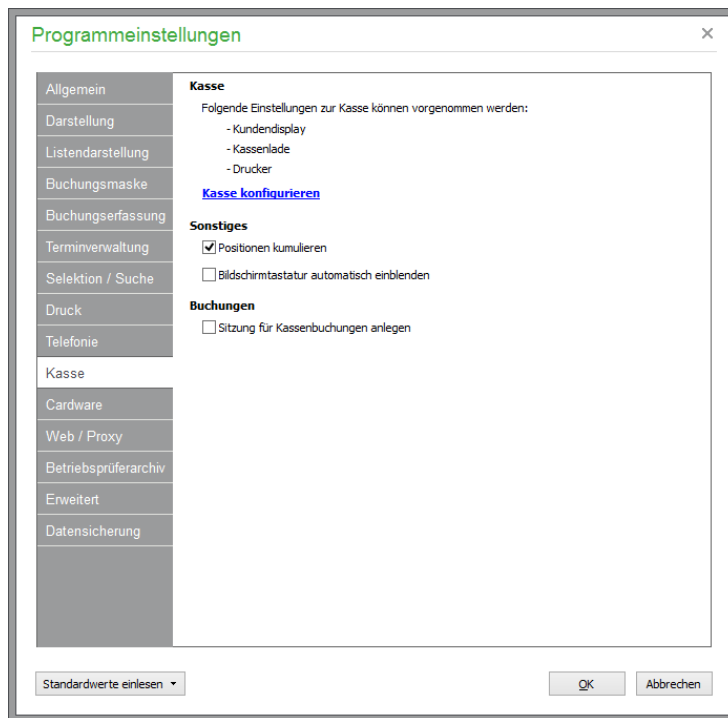 Programmeinstellungen
Allgemein
Darstellung
Listendarstellung
Buchungsmaske
Buchungserfassung
Terminverwaltung
Selektion / Suche
Druck
Telefonie
Kasse
Cardware
Web / Proxy
Betriebsprüferarchiv
Erweitert
Datensicherung
Kasse
Folgende Einstellungen zur Kasse können vorgenommen werden:
- Kundendisplay
- Kassenlade
- Drucker
Kasse konfigurieren
Sonstiges
Positionen kumulieren
Bildschirmtastatur automatisch einblenden
Buchungen
Sitzung für Kassenbuchungen anlegen
Standardwerte einlesen
OK
Abbrechen